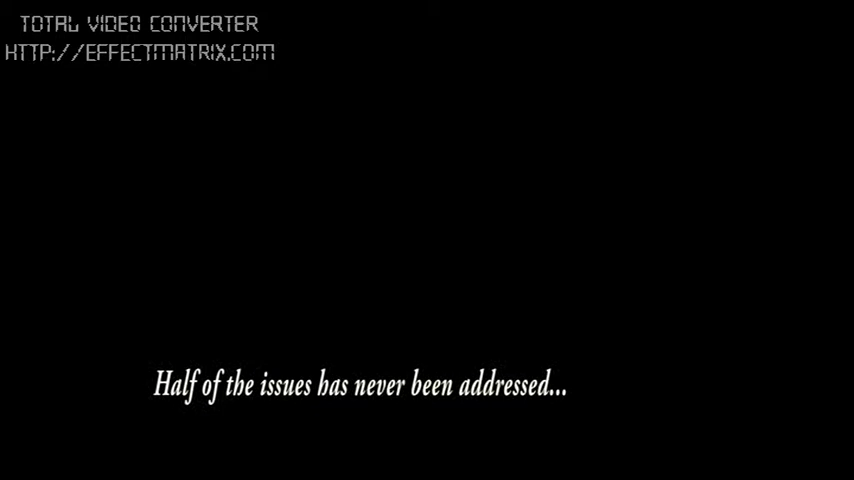 TOTAL VIDEO CONVERTER
HTTP://EFFECTMATRIX.COM
Half of the issues has never been addressed...